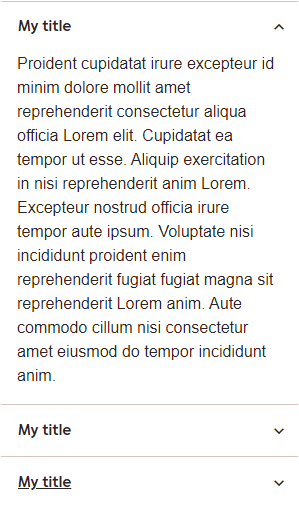 My title
Proident cupidatat irure excepteur id
minim dolore mollit amet
reprehenderit consectetur aliqua
officia Lorem elit. Cupidatat ea
tempor ut esse. Aliquip exercitation
in nisi reprehenderit anim Lorem.
Excepteur nostrud officia irure
tempor aute ipsum. Voluptate nisi
incididunt proident enim
reprehenderit fugiat fugiat magna sit
reprehenderit Lorem anim. Aute
commodo cillum nisi consectetur
amet eiusmod do tempor incididunt
anim.
My title
My title